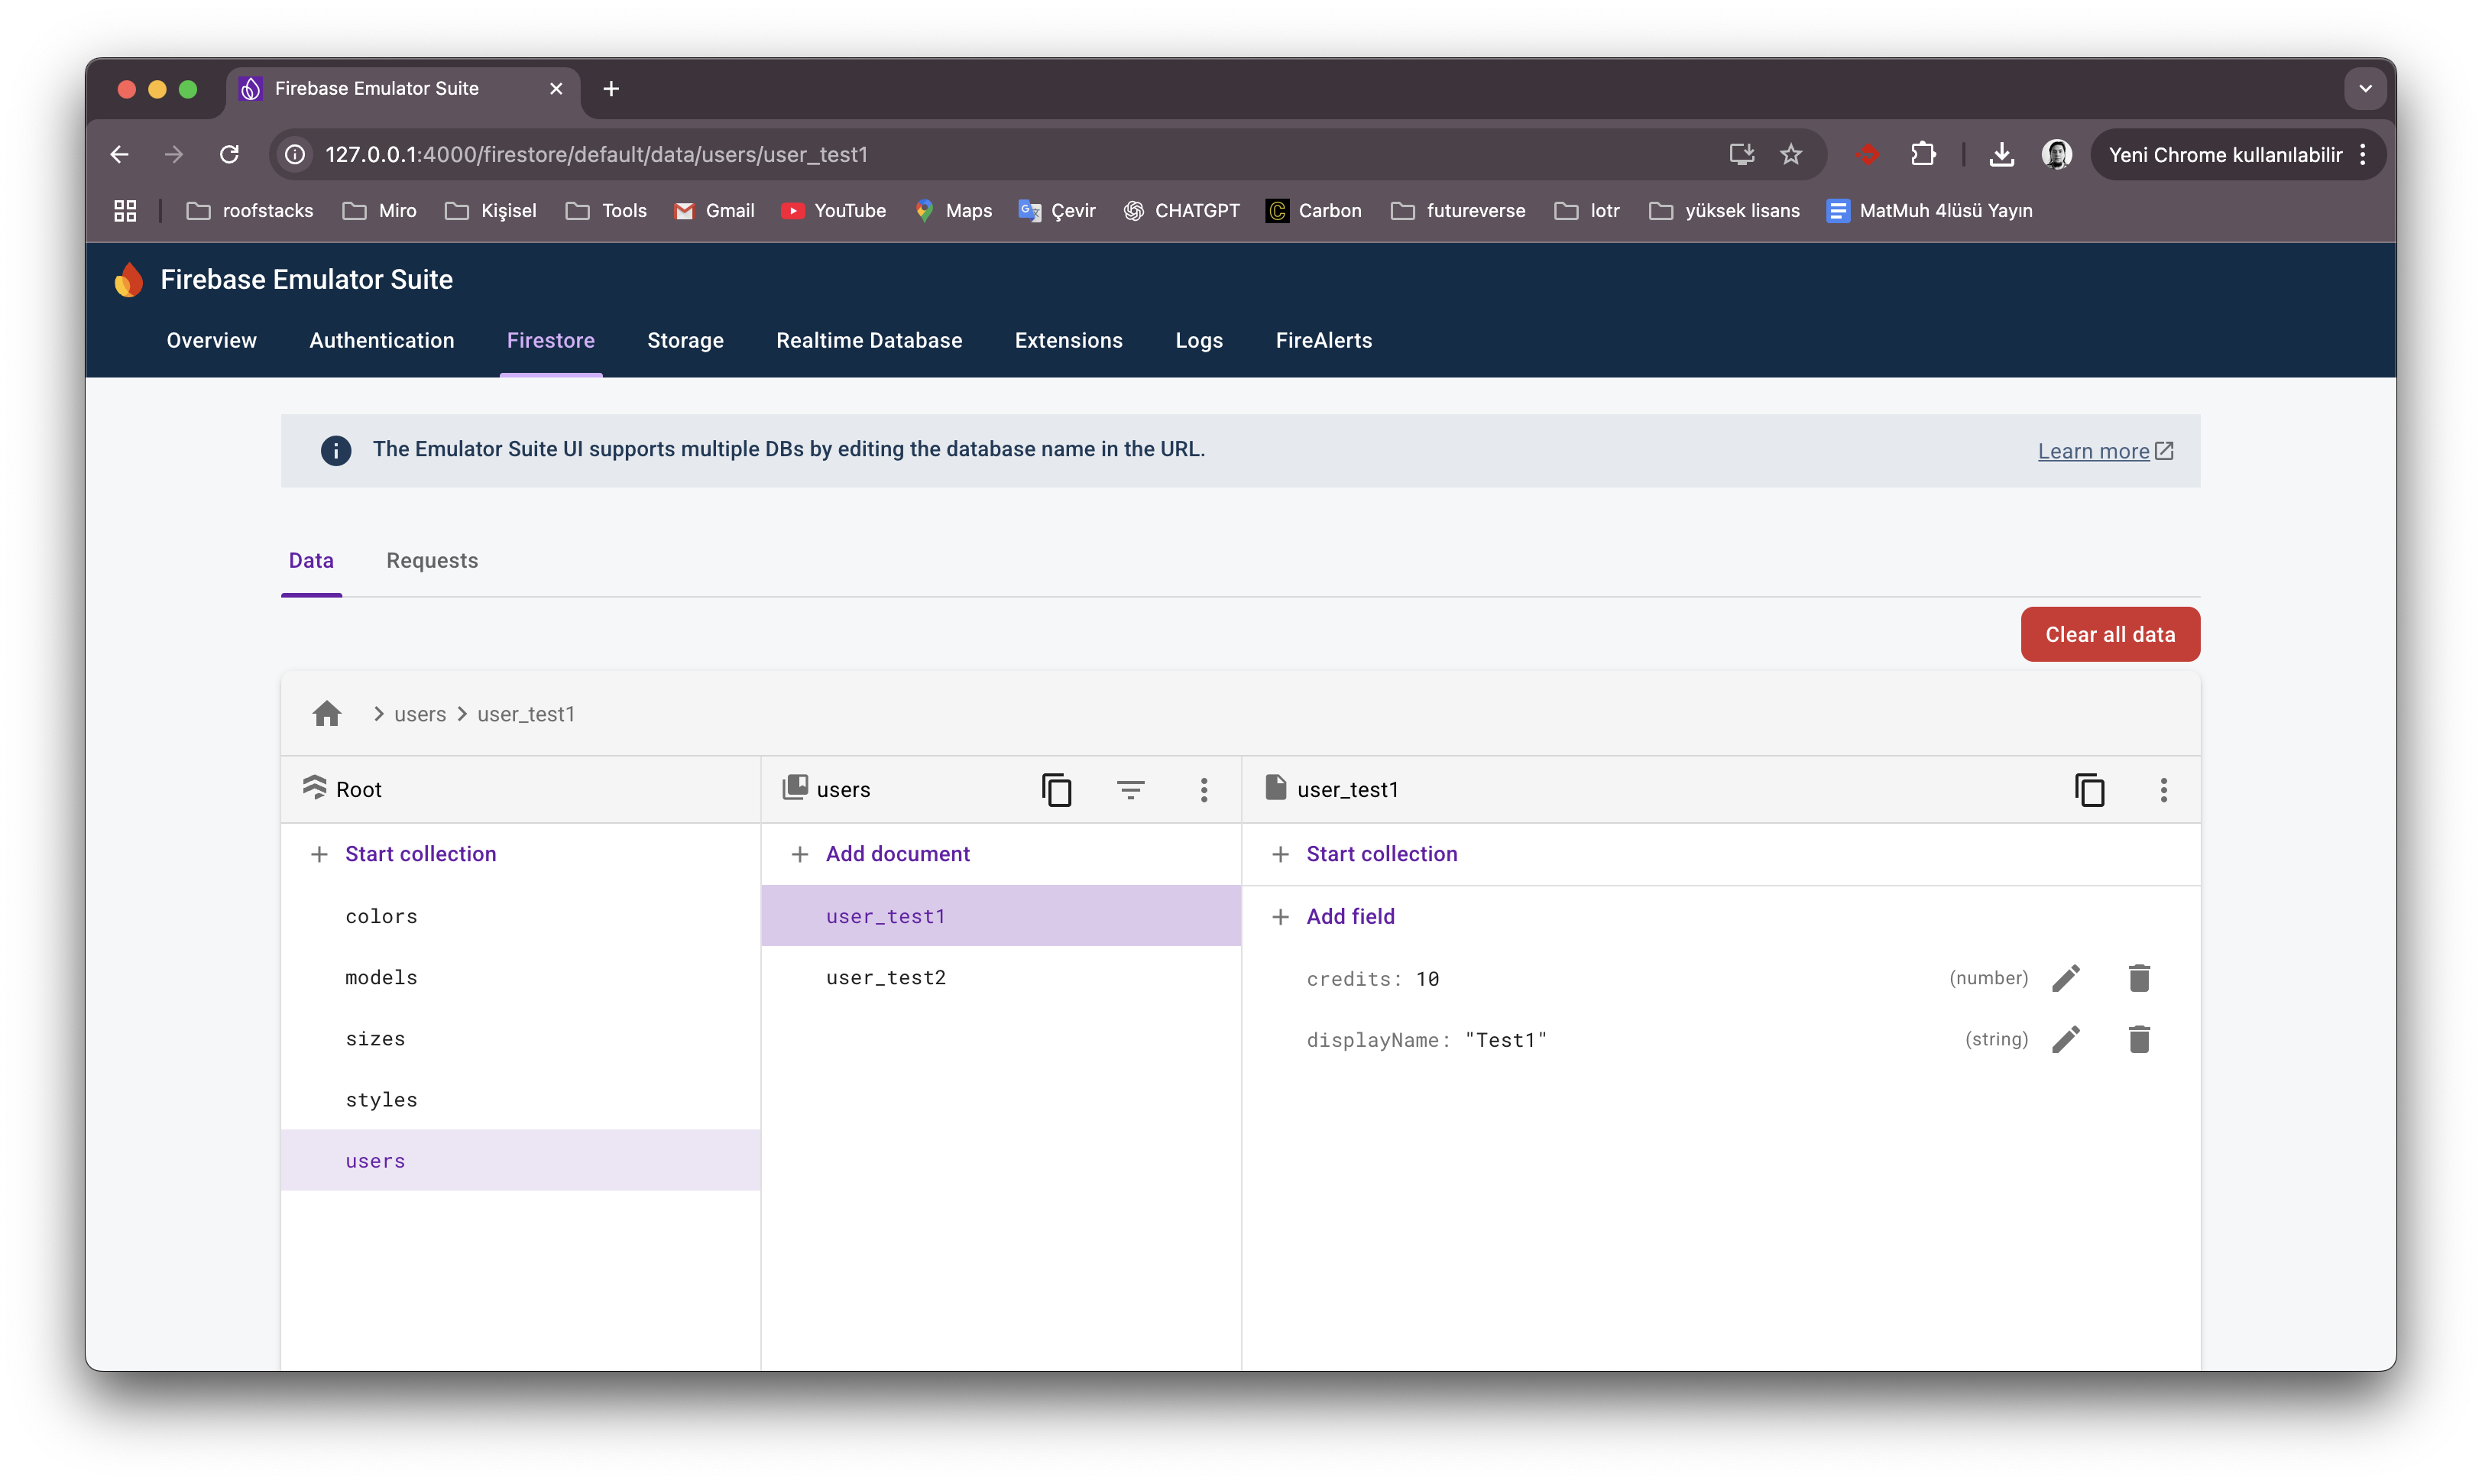 Firebase Emulator Suite
127.0.0.1:4000/firestore/default/data/users/user_test1
Yeni Chrome kullanılabilir
roofstacks Miro Kişisel Tools Gmail YouTube Maps Çevir CHATGPT Carbon futureverse lotr yüksek lisans MatMuh 4lüsü Yayın
Firebase Emulator Suite
Overview Authentication Firestore Storage Realtime Database Extensions Logs FireAlerts
The Emulator Suite UI supports multiple DBs by editing the database name in the URL. Learn more
Data Requests
Clear all data
users > user_test1
Root users user_test1
Start collection Add document Start collection
colors user_test1 Add field
models user_test2 credits: 10 (number)
sizes displayName: "Test1" (string)
styles
users